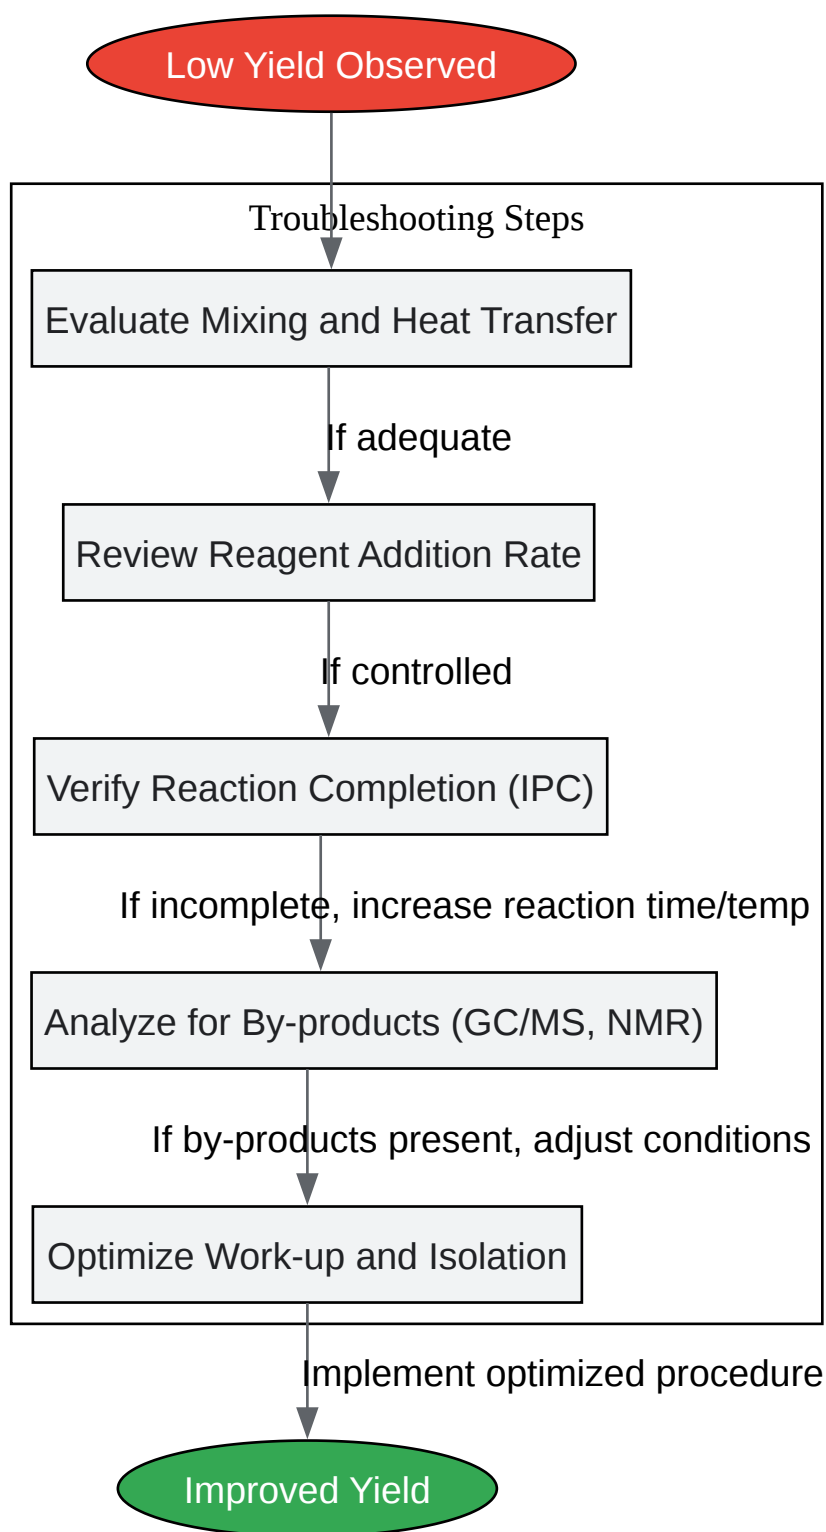 Low Yield Observed
Troubleshooting Steps
Evaluate Mixing and Heat Transfer
If adequate
Review Reagent Addition Rate
If controlled
Verify Reaction Completion (IPC)
If incomplete, increase reaction time/temp
Analyze for By-products (GC/MS, NMR)
If by-products present, adjust conditions
Optimize Work-up and Isolation
Implement optimized procedure
Improved Yield